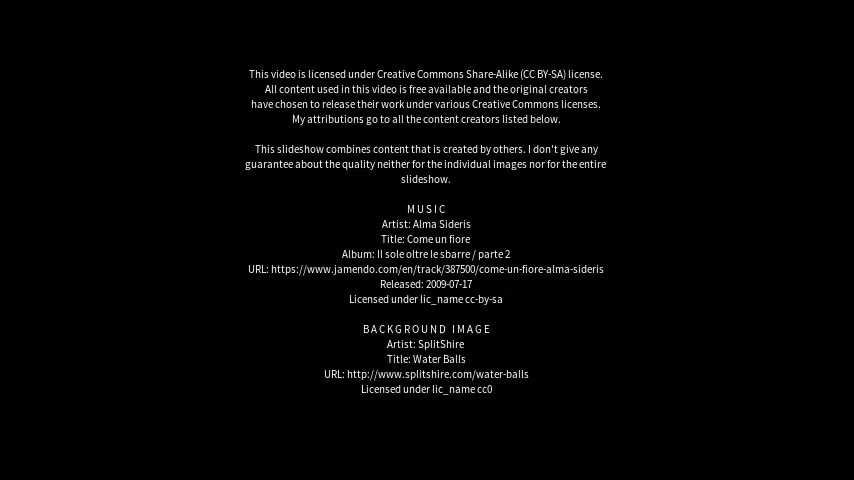 This video is licensed under Creative Commons Share-Alike (CC BY-SA) license.
All content used in this video is free available and the original creators
have chosen to release their work under various Creative Commons licenses.
My attributions go to all the content creators listed below.
This slideshow combines content that is created by others. I don't give any
guarantee about the quality neither for the individual images nor for the entire
slideshow.
MUSIC
Artist: Alma Sideris
Title: Come un fiore
Album: Il sole oltre le sbarre / parte 2
URL: https://www.jamendo.com/en/track/387500/come-un-fiore-alma-sideris
Released: 2009-07-17
Licensed under lic_name cc-by-sa
BACKGROUND IMAGE
Artist: SplitShire
Title: Water Balls
URL: http://www.splitshire.com/water-balls
Licensed under lic_name cc0